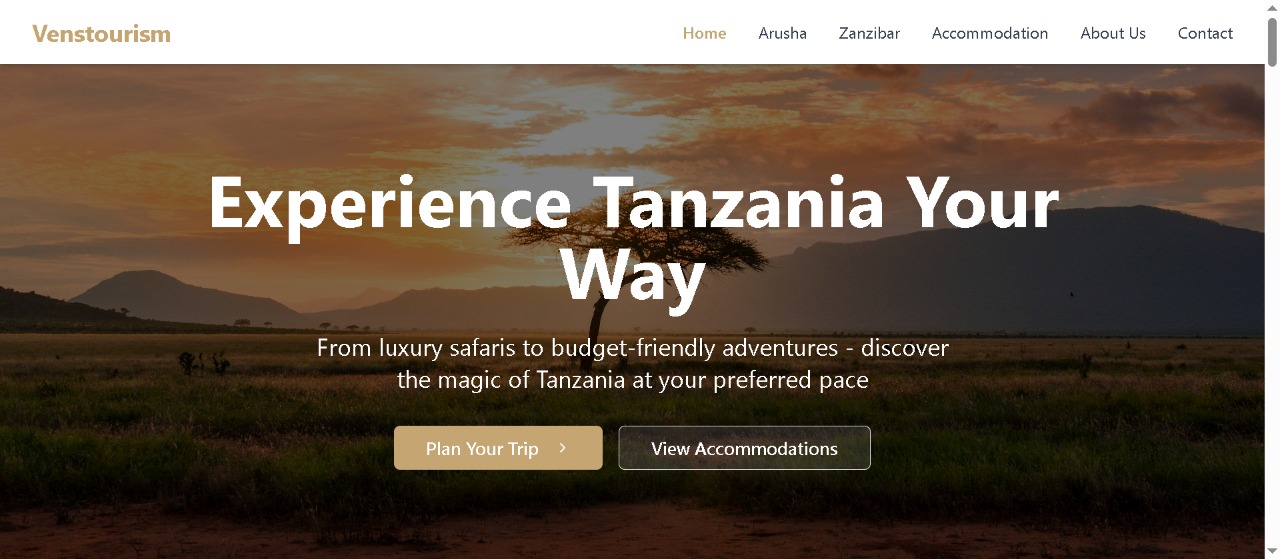 Venstourism
Home Arusha Zanzibar Accommodation About Us Contact
Experience Tanzania Your
Way
From luxury safaris to budget-friendly adventures - discover
the magic of Tanzania at your preferred pace
Plan Your Trip
View Accommodations